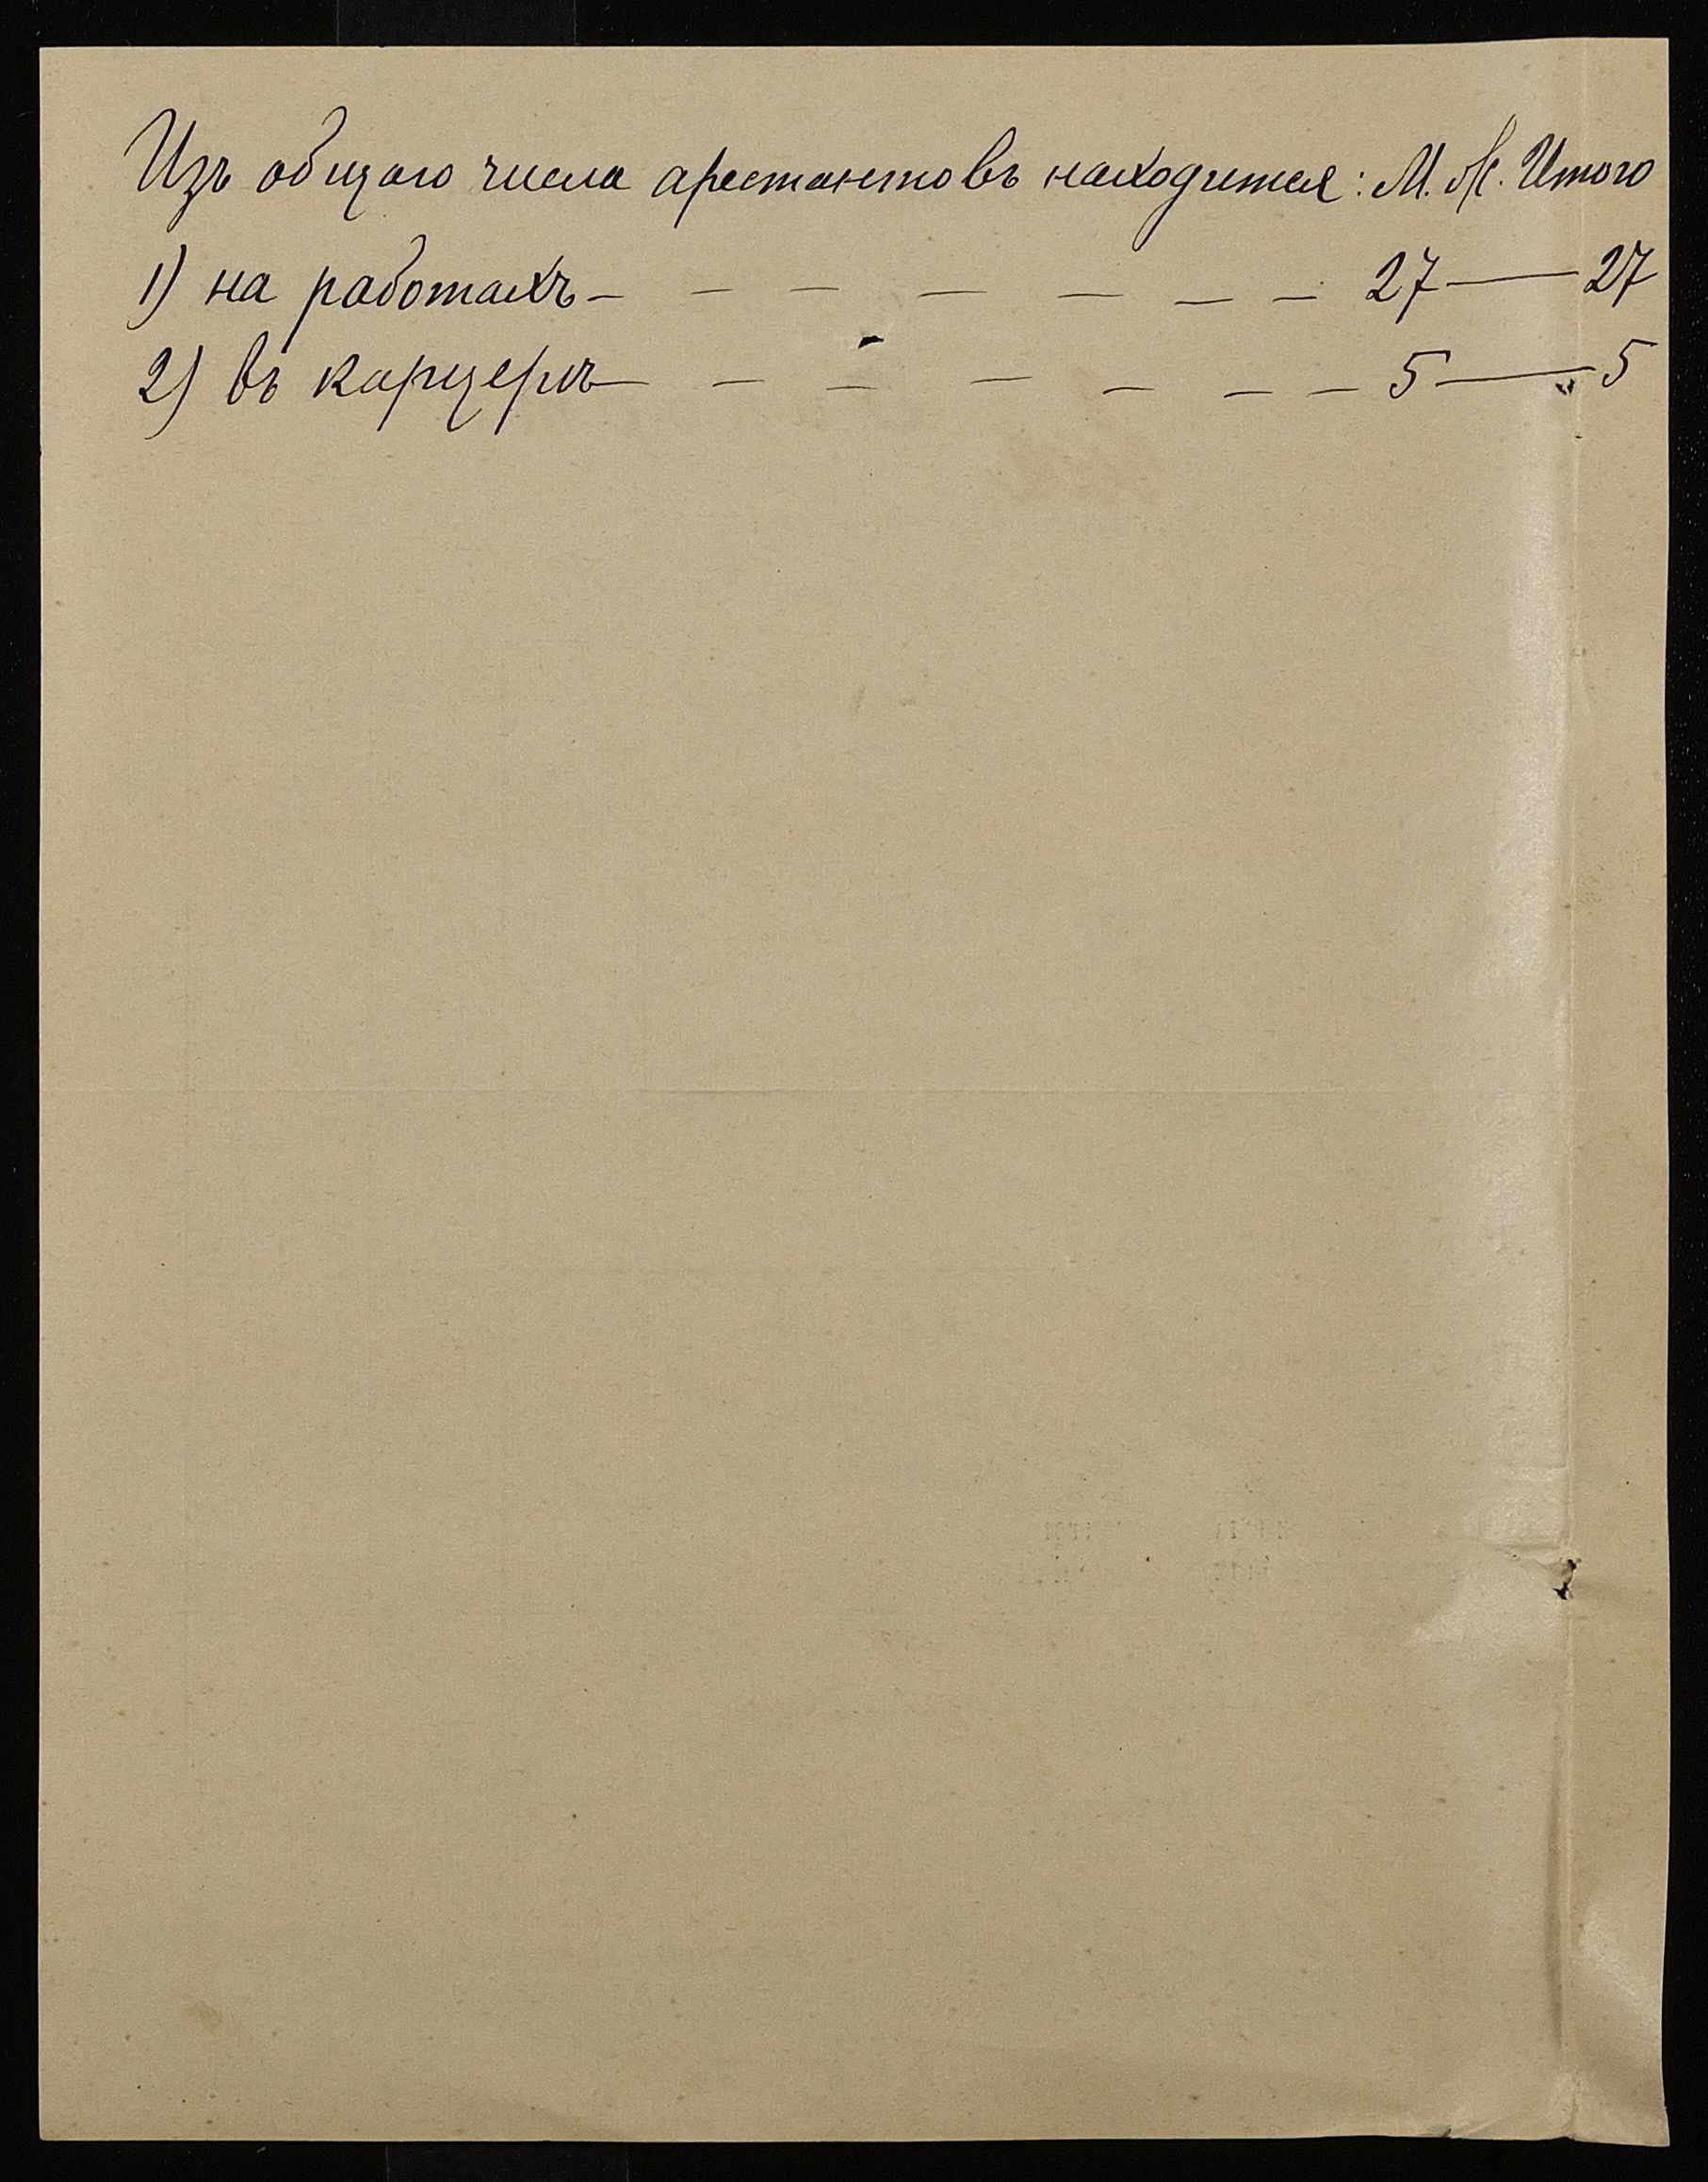 Изъ общаго числа арестантовъ находится: М. Ж. Итого
1) на работахъ — — — — — — — 27 — 27
2) въ карцерѣ — — — — — — — 5 — 5